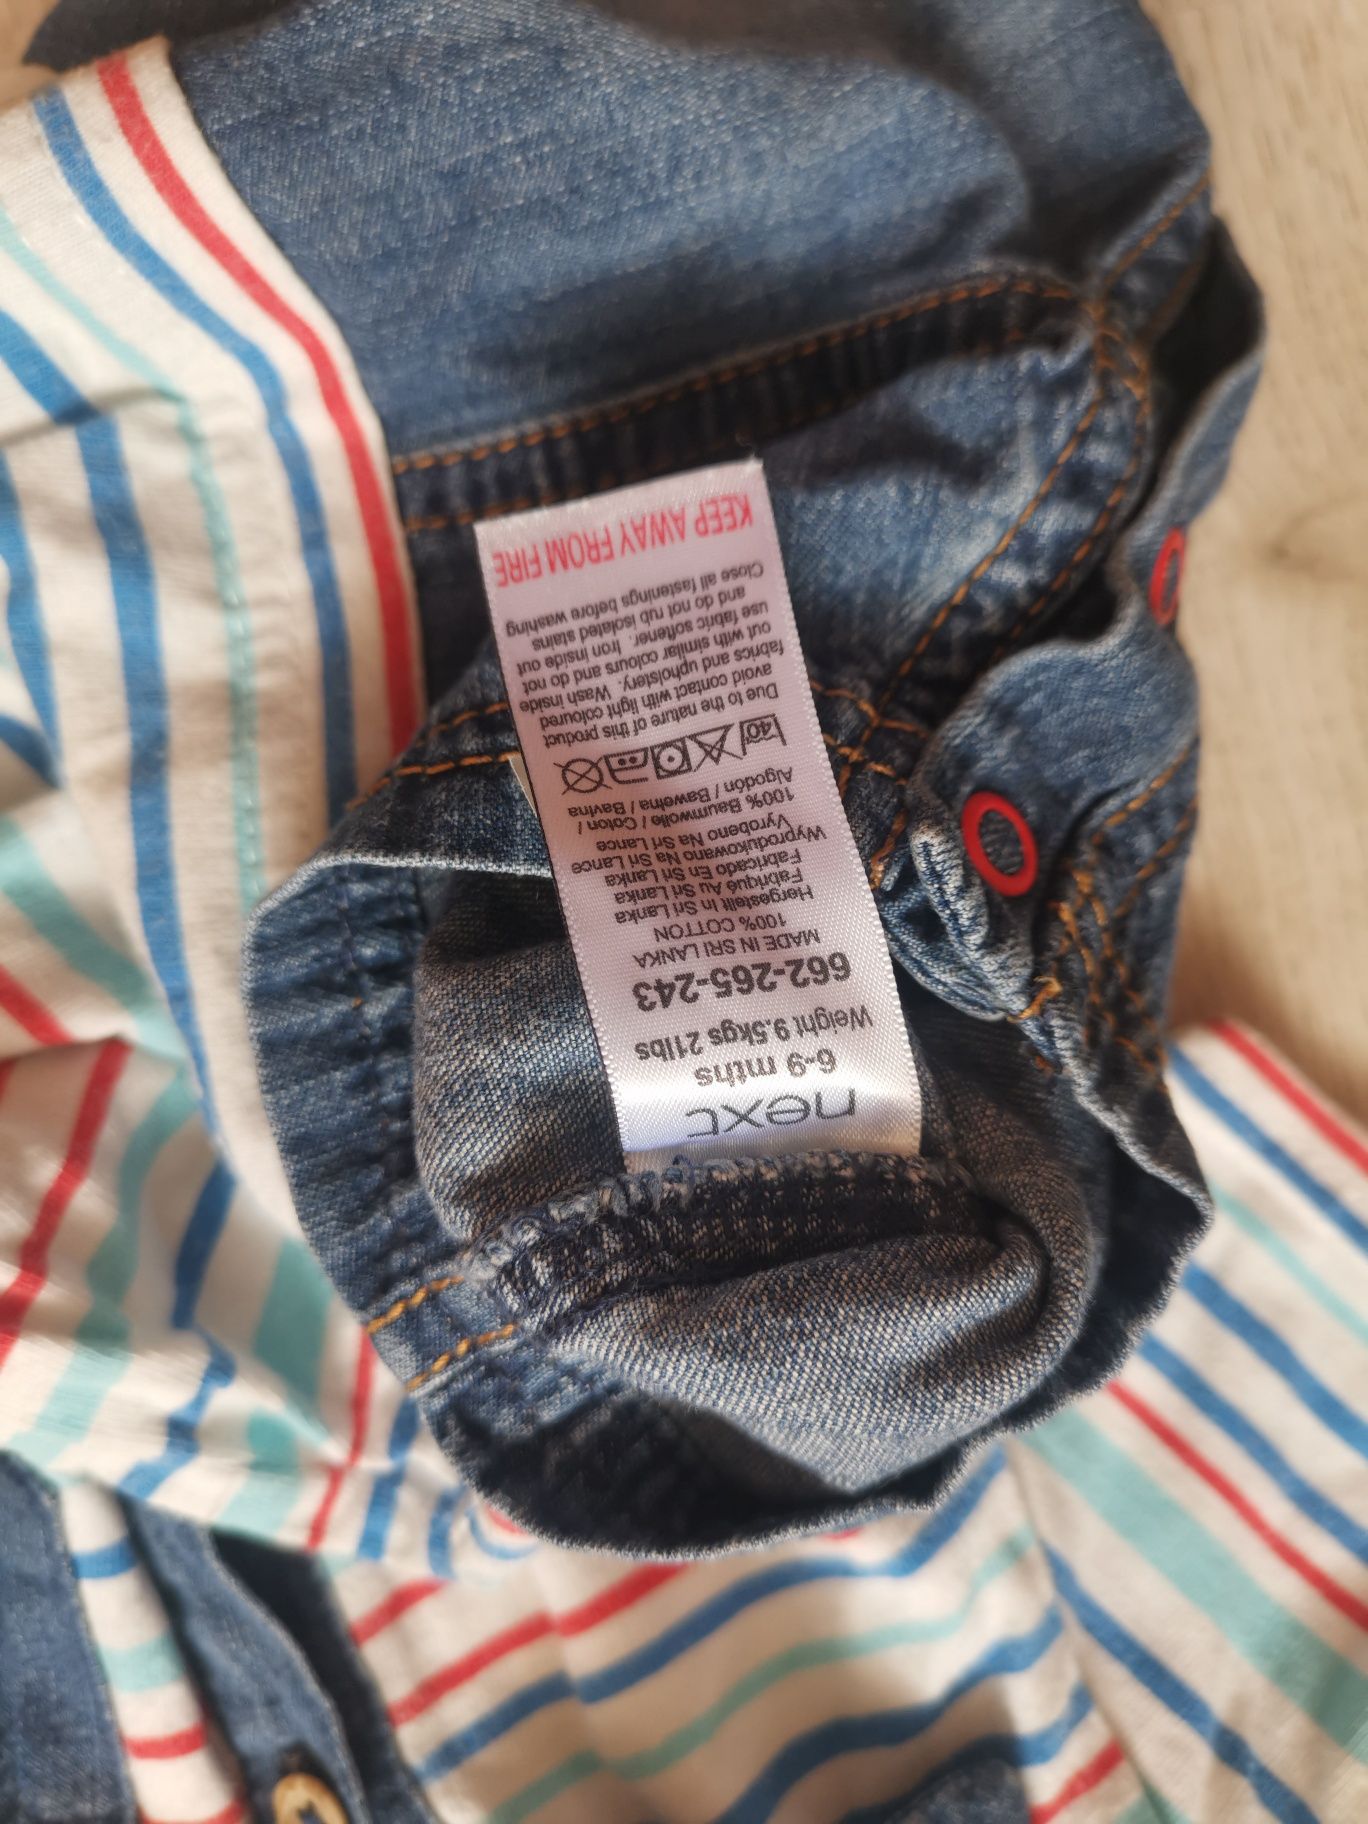 next
6-9 mths
Weight 9.5kgs 21lbs
662-265-243
MADE IN SRI LANKA
100% COTTON
Hergestellt In Sri Lanka
Fabriqué Au Sri Lanka
Fabricado En Sri Lanka
Wyprodukowano Na Sri Lance
Vyrobeno Na Sri Lance
100% Baumwolle / Coton /
Algodón / Bawełna / Bavlna
40
Due to the nature of this product
avoid contact with light coloured
fabrics and upholstery. Wash inside
out with similar colours and do not
use fabric softener. Iron inside out
and do not rub isolated stains
Close all fastenings before washing
KEEP AWAY FROM FIRE